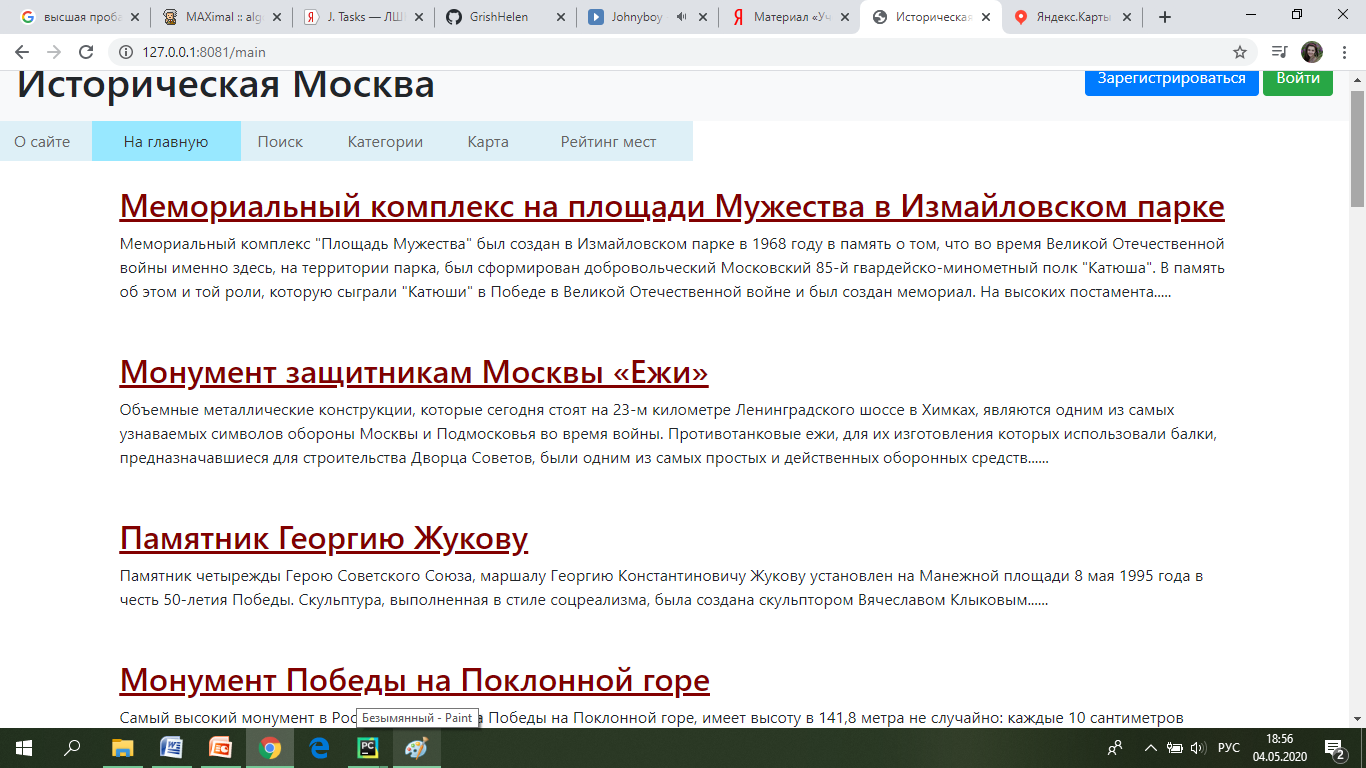 высшая проба
MAXimal :: alg
J. Tasks — ЛШ
GrishHelen
Johnyboy
Материал «Уч
Историческая
Яндекс.Карты
127.0.0.1:8081/main
Историческая Москва
Зарегистрироваться
Войти
О сайте
На главную
Поиск
Категории
Карта
Рейтинг мест
Мемориальный комплекс на площади Мужества в Измайловском парке
Мемориальный комплекс "Площадь Мужества" был создан в Измайловском парке в 1968 году в память о том, что во время Великой Отечественной
войны именно здесь, на территории парка, был сформирован добровольческий Московский 85-й гвардейско-минометный полк "Катюша". В память
об этом и той роли, которую сыграли "Катюши" в Победе в Великой Отечественной войне и был создан мемориал. На высоких постамента.....
Монумент защитникам Москвы «Ежи»
Объемные металлические конструкции, которые сегодня стоят на 23-м километре Ленинградского шоссе в Химках, являются одним из самых
узнаваемых символов обороны Москвы и Подмосковья во время войны. Противотанковые ежи, для их изготовления которых использовали балки,
предназначавшиеся для строительства Дворца Советов, были одним из самых простых и действенных оборонных средств......
Памятник Георгию Жукову
Памятник четырежды Герою Советского Союза, маршалу Георгию Константиновичу Жукову установлен на Манежной площади 8 мая 1995 года в
честь 50-летия Победы. Скульптура, выполненная в стиле соцреализма, была создана скульптором Вячеславом Клыковым......
Монумент Победы на Поклонной горе
Самый высокий монумент в Рос Победы на Поклонной горе, имеет высоту в 141,8 метра не случайно: каждые 10 сантиметров
Безымянный - Paint
РУС
18:56
04.05.2020
2